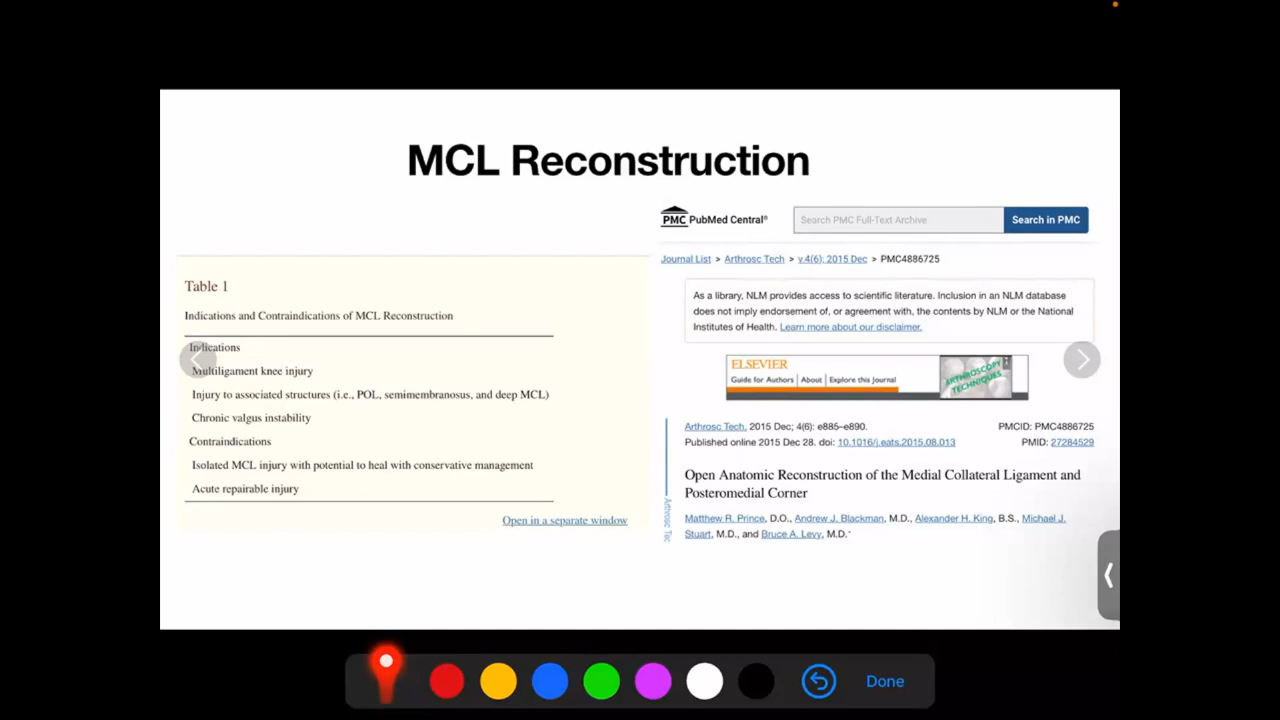 MCL Reconstruction
Table 1
Indications and Contraindications of MCL Reconstruction
Indications
Multiligament knee injury
Injury to associated structures (i.e., POL, semimembranosus, and deep MCL)
Chronic valgus instability
Contraindications
Isolated MCL injury with potential to heal with conservative management
Acute repairable injury
Open in a separate window
PMC PubMed Central®
Search PMC Full-Text Archive
Search in PMC
Journal List > Arthrosc Tech > v.4(6); 2015 Dec > PMC4886725
As a library, NLM provides access to scientific literature. Inclusion in an NLM database
does not imply endorsement of, or agreement with, the contents by NLM or the National
Institutes of Health. Learn more about our disclaimer.
ELSEVIER
Guide for Authors | About | Explore this Journal
ARTHROSCOPY
TECHNIQUES
Arthrosc Tech. 2015 Dec; 4(6): e885–e890.
PMCID: PMC4886725
Published online 2015 Dec 28. doi: 10.1016/j.eats.2015.08.013
PMID: 27284529
Open Anatomic Reconstruction of the Medial Collateral Ligament and
Posteromedial Corner
Matthew R. Prince, D.O., Andrew J. Blackman, M.D., Alexander H. King, B.S., Michael J.
Stuart, M.D., and Bruce A. Levy, M.D.*
Arthrosc Tec
Done